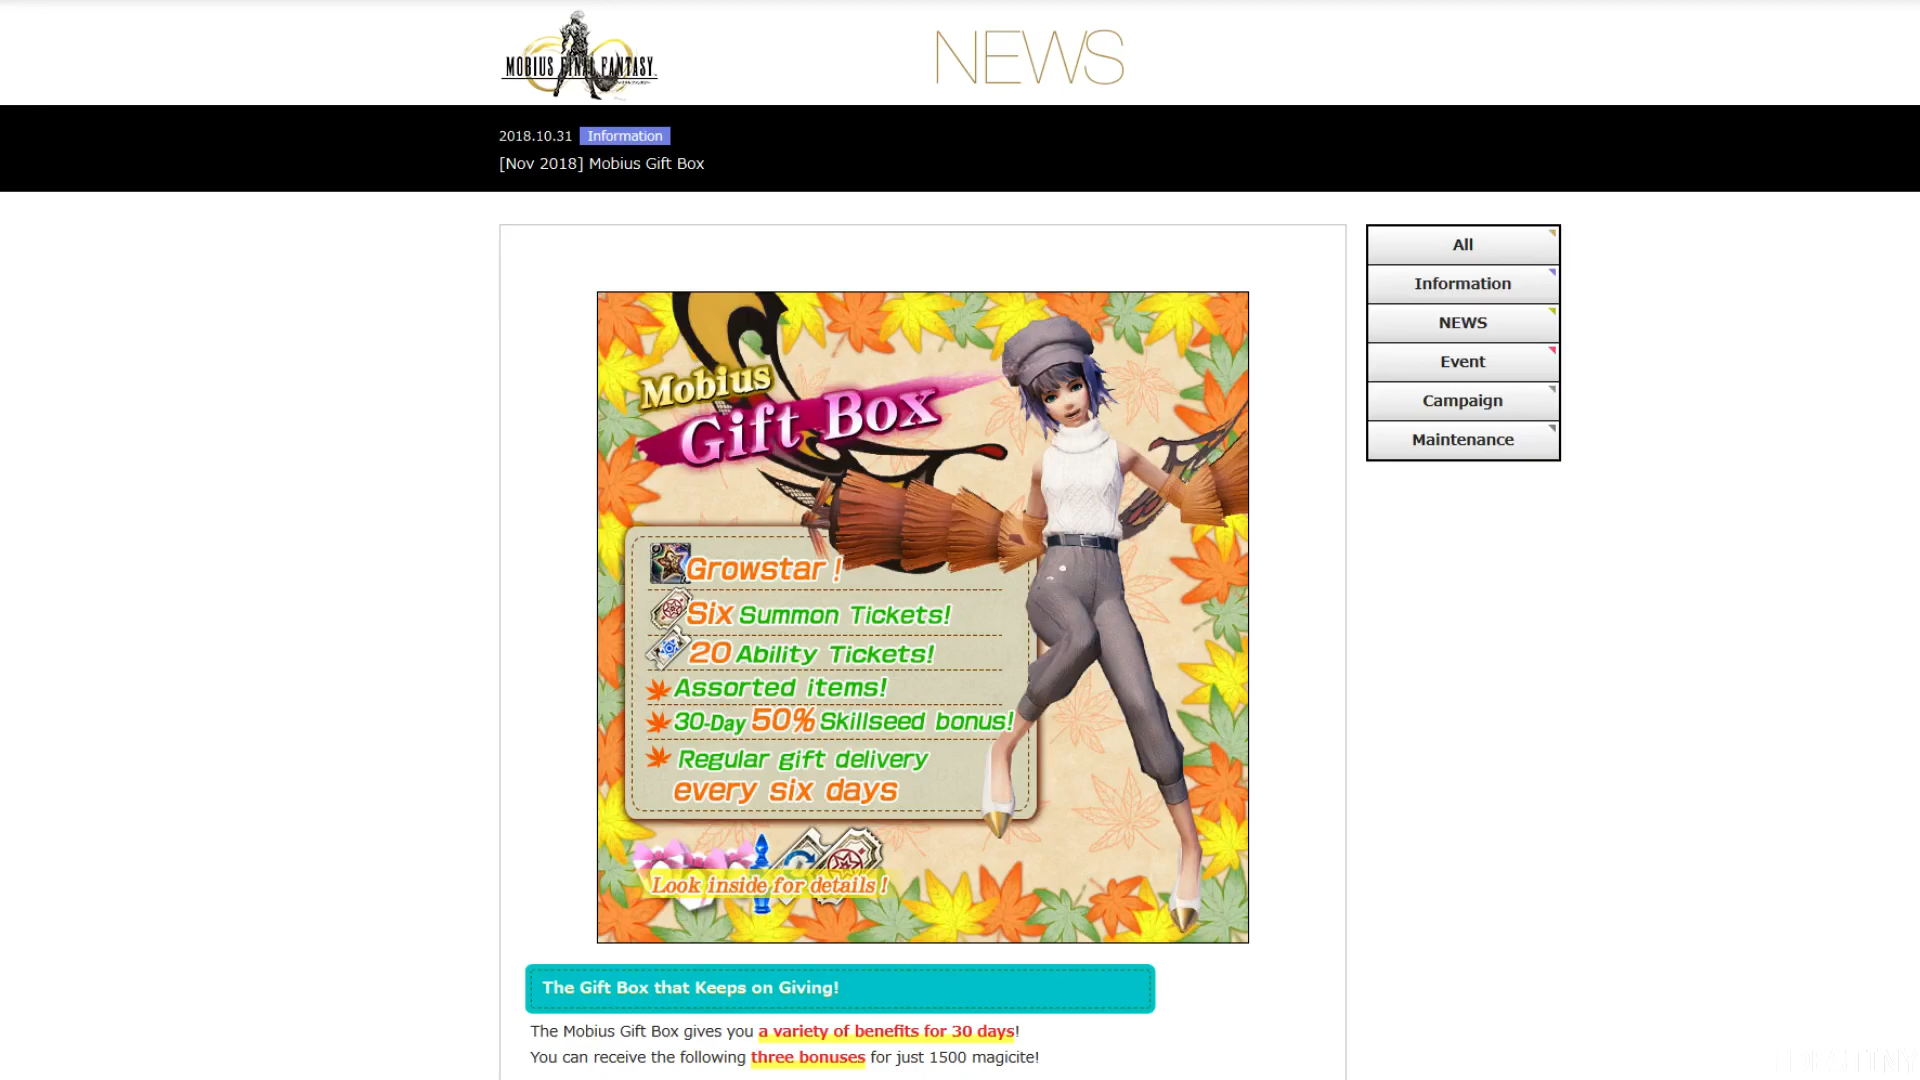 MOBIUS FINAL FANTASY
NEWS
2018.10.31 Information
[Nov 2018] Mobius Gift Box
All
Information
NEWS
Event
Campaign
Maintenance
Mobius
Gift Box
Growstar!
Six Summon Tickets!
20 Ability Tickets!
Assorted items!
30-Day 50% Skillseed bonus!
Regular gift delivery
every six days
Look inside for details!
The Gift Box that Keeps on Giving!
The Mobius Gift Box gives you a variety of benefits for 30 days!
You can receive the following three bonuses for just 1500 magicite!